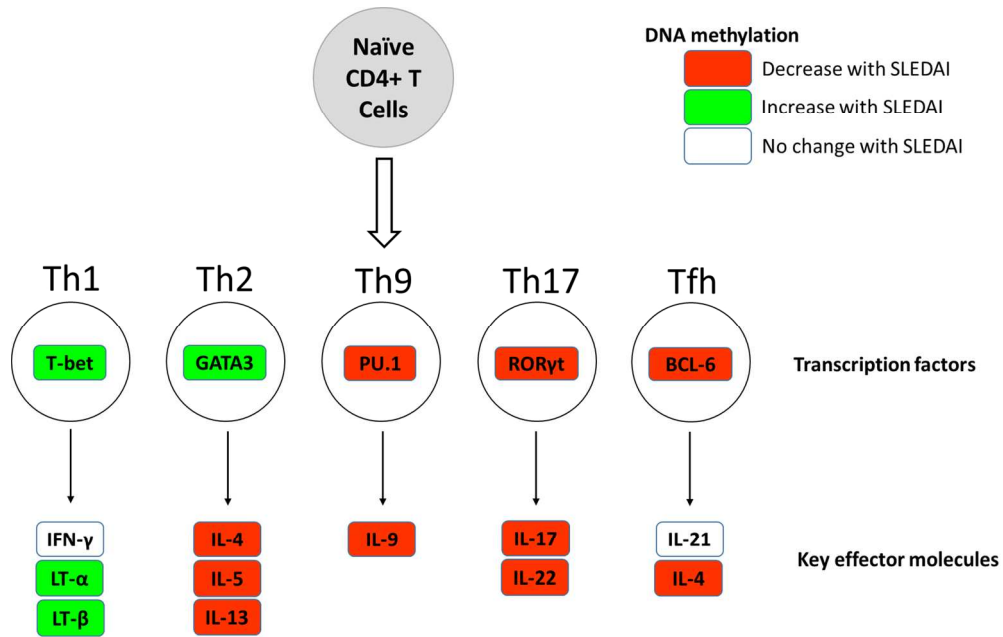 Naïve
CD4+ T
Cells
DNA methylation
Decrease with SLEDAI
Increase with SLEDAI
No change with SLEDAI
Th1 Th2 Th9 Th17 Tfh
T-bet GATA3 PU.1 RORγt BCL-6 Transcription factors
IFN-γ IL-4 IL-9 IL-17 IL-21
Key effector molecules
LT-α IL-5 IL-22 IL-4
LT-β IL-13